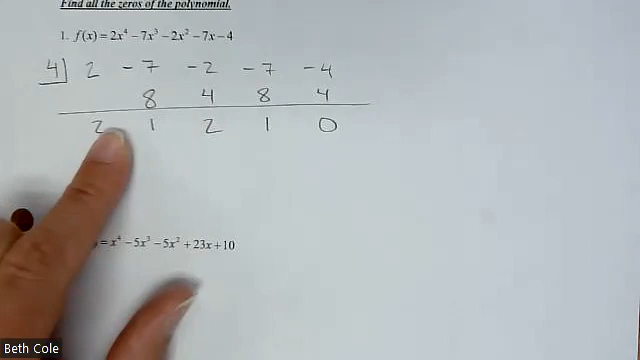 Find all the zeros of the polynomial.
1. f(x) = 2x⁴ − 7x³ − 2x² − 7x − 4
4 2 -7 -2 -7 -4
8 4 8 4
2 1 2 1 0
= x⁴ − 5x³ − 5x² + 23x + 10
Beth Cole